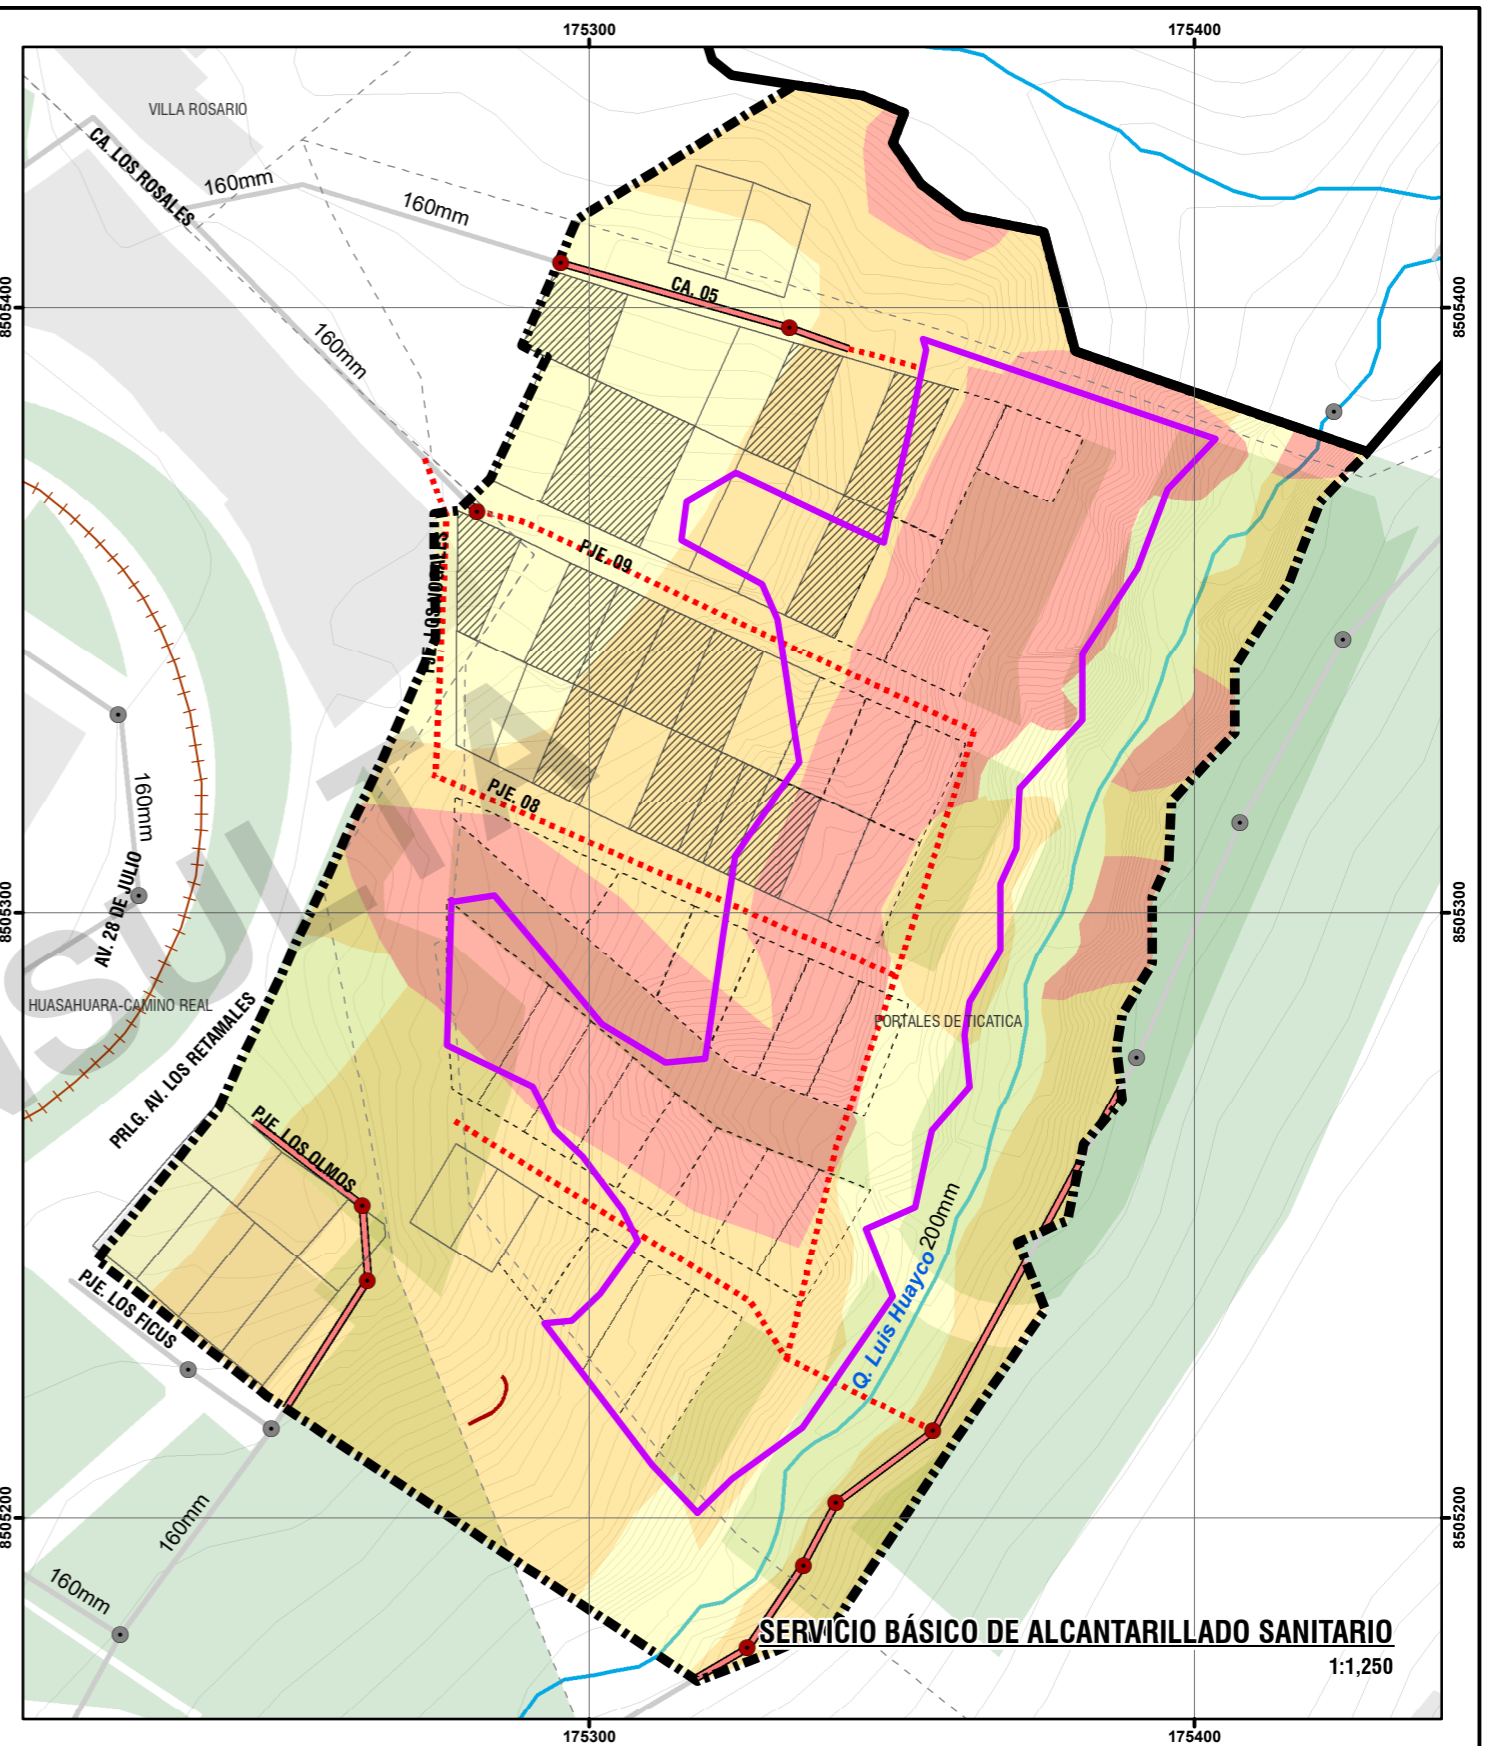 175300
175400
VILLA ROSARIO
CA. LOS ROSALES
160mm
160mm
CA. 05
8505400
8505400
160mm
PJE. 09
PJE. 08
160mm
AV. 28 DE JULIO
8505300
8505300
HUASAHUARA-CAMINO REAL
PORTALES DE TICATICA
PRLG. AV. LOS RETAMALES
PJE. LOS OLMOS
200mm
Q. Luis Huayco
PJE. LOS FICUS
160mm
8505200
8505200
160mm
SERVICIO BÁSICO DE ALCANTARILLADO SANITARIO
1:1,250
175300
175400